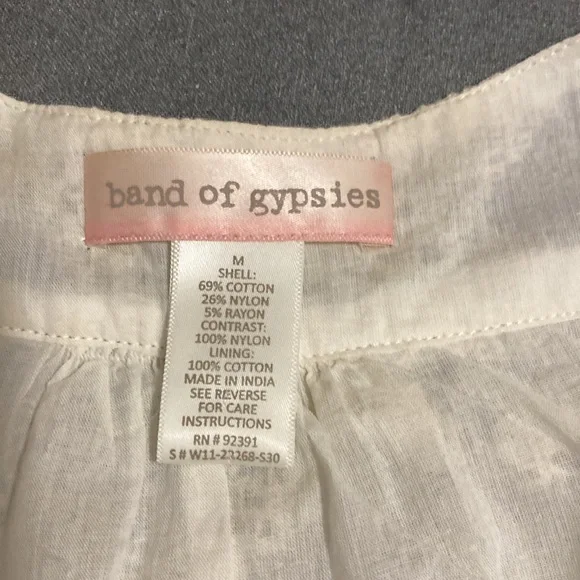 band of gypsies
M
SHELL:
69% COTTON
26% NYLON
5% RAYON
CONTRAST:
100% NYLON
LINING:
100% COTTON
MADE IN INDIA
SEE REVERSE
FOR CARE
INSTRUCTIONS
RN # 92391
S # W11-23268-S30